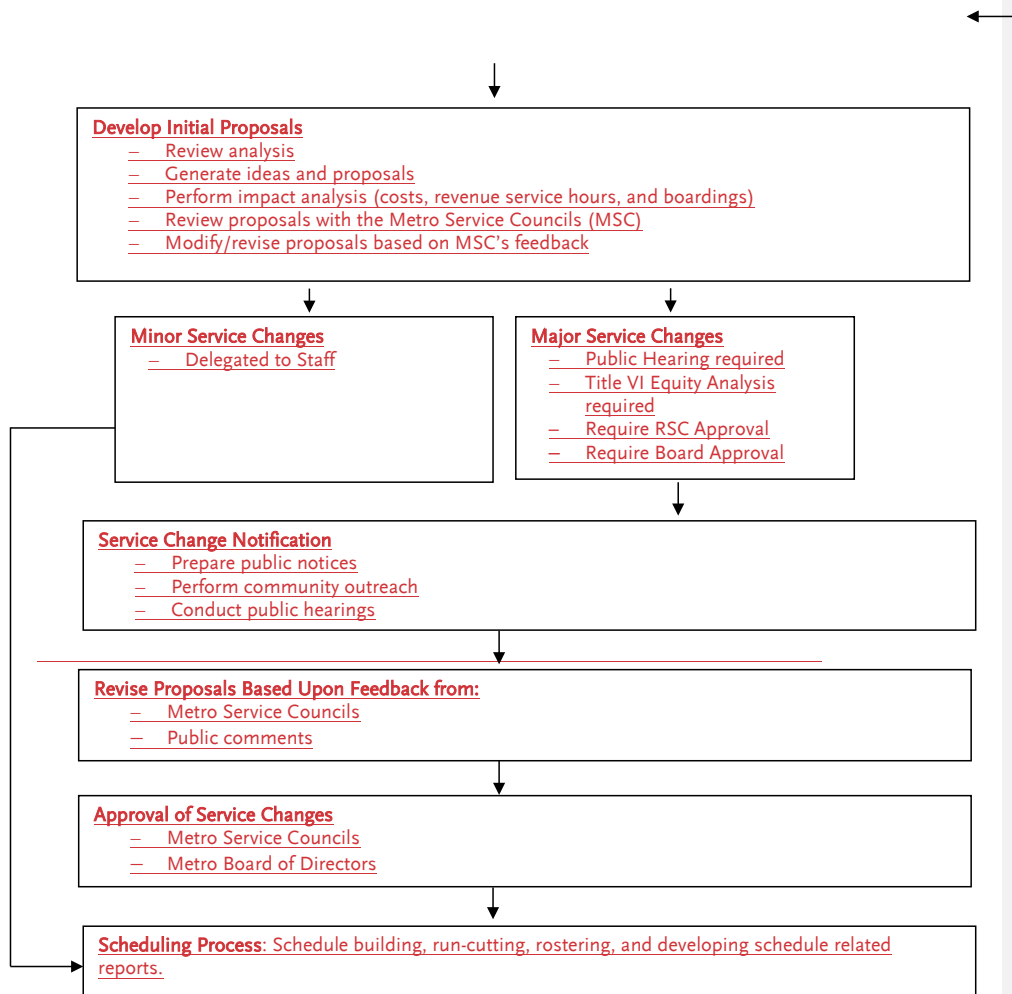 Develop Initial Proposals
– Review analysis
– Generate ideas and proposals
– Perform impact analysis (costs, revenue service hours, and boardings)
– Review proposals with the Metro Service Councils (MSC)
– Modify/revise proposals based on MSC's feedback
Minor Service Changes
– Delegated to Staff
Major Service Changes
– Public Hearing required
– Title VI Equity Analysis
required
– Require RSC Approval
– Require Board Approval
Service Change Notification
– Prepare public notices
– Perform community outreach
– Conduct public hearings
Revise Proposals Based Upon Feedback from:
– Metro Service Councils
– Public comments
Approval of Service Changes
– Metro Service Councils
– Metro Board of Directors
Scheduling Process: Schedule building, run-cutting, rostering, and developing schedule related
reports.